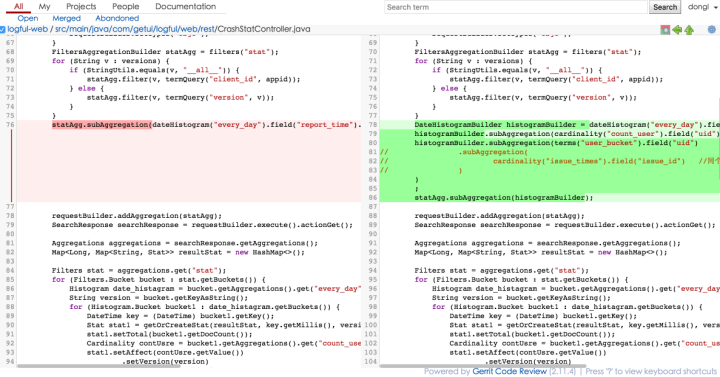 All My Projects People Documentation Search term Search dongi
Open Merged Abandoned
logful-web / src/main/java/com/getui/logful/web/rest/CrashStatController.java
67 }
68 FiltersAggregationBuilder statAgg = filters("stat");
69 for (String v : versions) {
70 if (StringUtils.equals(v, "__all__")) {
71 statAgg.filter(v, termQuery("client_id", appid));
72 } else {
73 statAgg.filter(v, termQuery("version", v));
74 }
75 }
76 statAgg.subAggregation(dateHistogram("every_day").field("report_time").
77
78 requestBuilder.addAggregation(statAgg);
79 SearchResponse searchResponse = requestBuilder.execute().actionGet();
80
81 Aggregations aggregations = searchResponse.getAggregations();
82 Map<Long, Map<String, Stat>> resultStat = new HashMap<>();
83
84 Filters stat = aggregations.get("stat");
85 for (Filters.Bucket bucket : stat.getBuckets()) {
86 Histogram date_histagram = bucket.getAggregations().get("every_day"
87 String version = bucket.getKeyAsString();
88 for (Histogram.Bucket bucket1 : date_histagram.getBuckets()) {
89 DateTime key = (DateTime) bucket1.getKey();
90 Stat stat1 = getOrCreateStat(resultStat, key.getMillis(), versi
91 stat1.setTotal(bucket1.getDocCount());
92 Cardinality contUsre = bucket1.getAggregations().get("count_use
93 stat1.setAffect(contUsre.getValue())
94 .setVersion(version)
69 }
70 FiltersAggregationBuilder statAgg = filters("stat");
71 for (String v : versions) {
72 if (StringUtils.equals(v, "__all__")) {
73 statAgg.filter(v, termQuery("client_id", appid));
74 } else {
75 statAgg.filter(v, termQuery("version", v));
76 }
77 }
78 DateHistogramBuilder histogramBuilder = dateHistogram("every_day").fiel
79 histogramBuilder.subAggregation(cardinality("count_user").field("uid")
80 histogramBuilder.subAggregation(terms("user_bucket").field("uid")
81 // .subAggregation(
82 // cardinality("issue_times").field("issue_id") //同个
83 // )
84 )
85 ;
86 statAgg.subAggregation(histogramBuilder);
87
88 requestBuilder.addAggregation(statAgg);
89 SearchResponse searchResponse = requestBuilder.execute().actionGet();
90
91 Aggregations aggregations = searchResponse.getAggregations();
92 Map<Long, Map<String, Stat>> resultStat = new HashMap<>();
93
94 Filters stat = aggregations.get("stat");
95 for (Filters.Bucket bucket : stat.getBuckets()) {
96 Histogram date_histagram = bucket.getAggregations().get("every_day"
97 String version = bucket.getKeyAsString();
98 for (Histogram.Bucket bucket1 : date_histagram.getBuckets()) {
99 DateTime key = (DateTime) bucket1.getKey();
100 Stat stat1 = getOrCreateStat(resultStat, key.getMillis(), versi
101 stat1.setTotal(bucket1.getDocCount());
102 Cardinality contUsre = bucket1.getAggregations().get("count_use
103 stat1.setAffect(contUsre.getValue())
104 .setVersion(version)
Powered by Gerrit Code Review (2.11.4) | Press '?' to view keyboard shortcuts